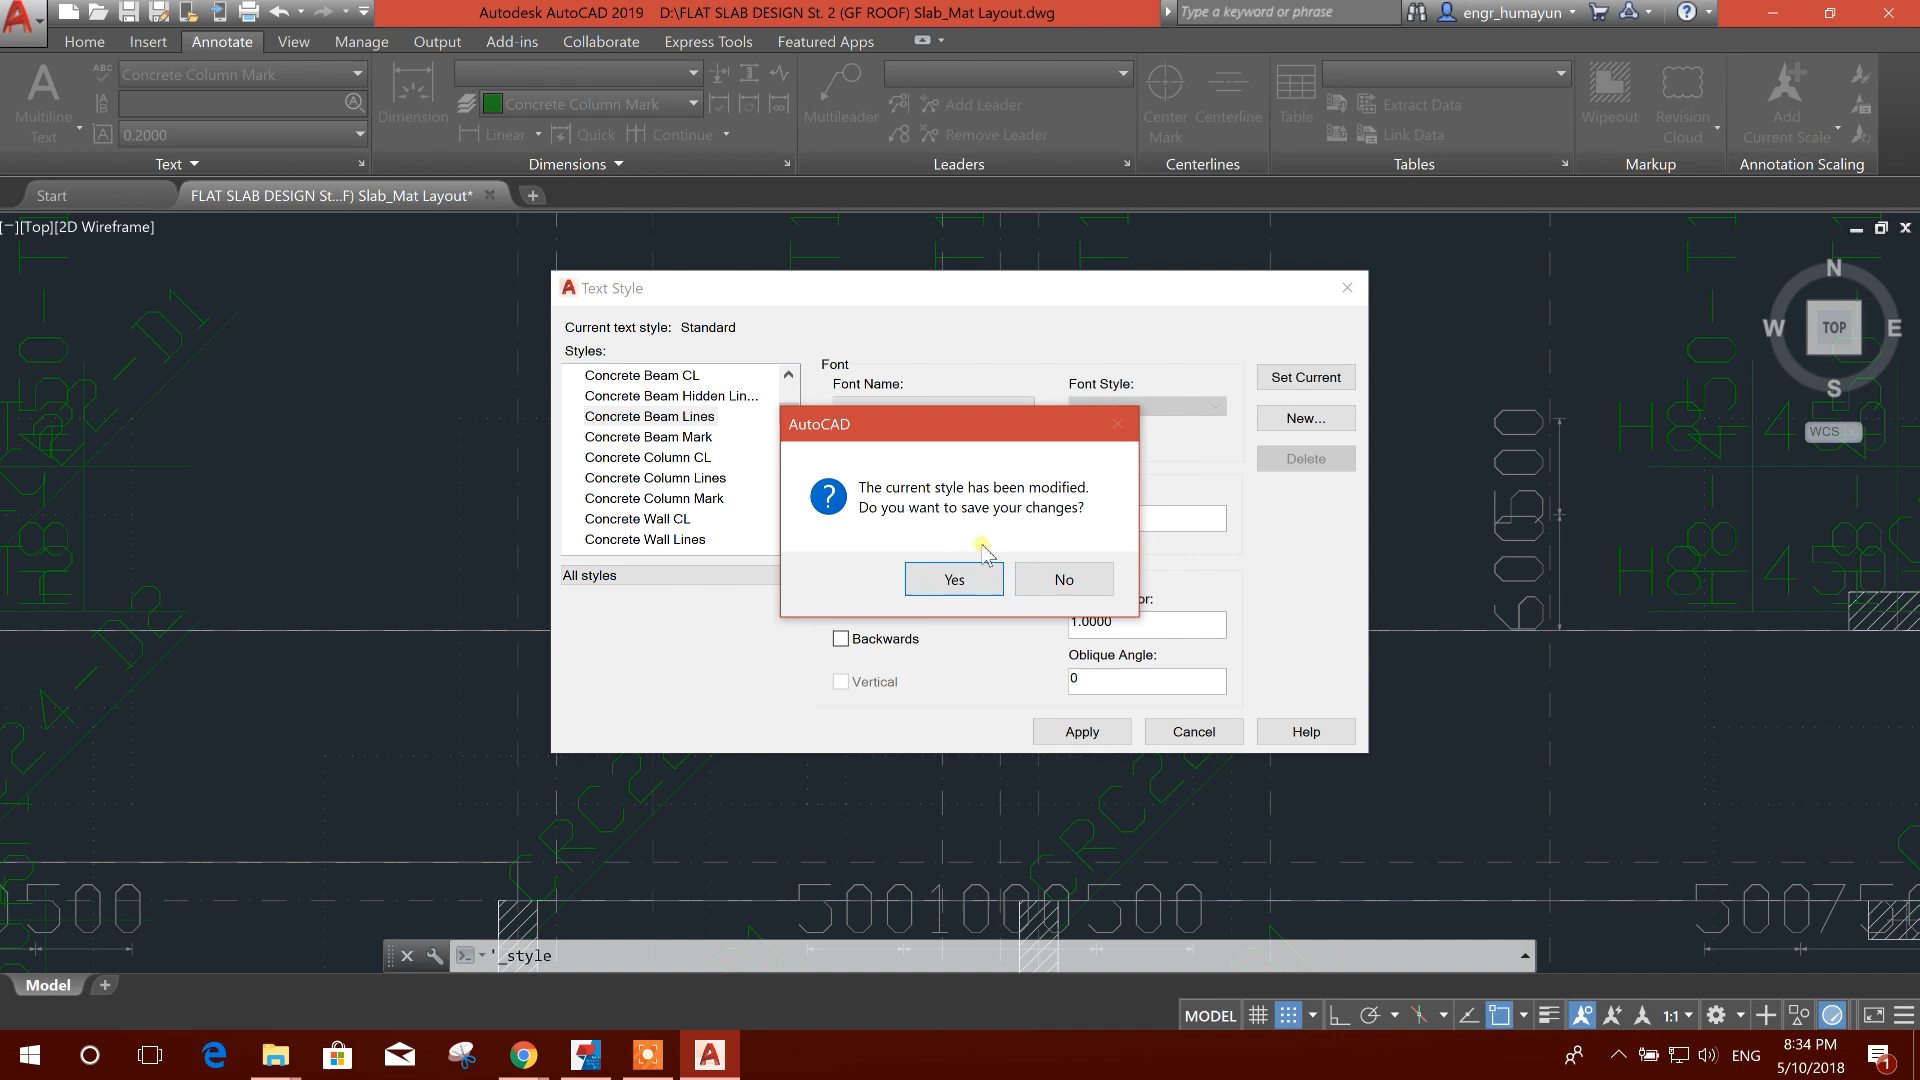 Autodesk AutoCAD 2019 D:\FLAT SLAB DESIGN St. 2 (GF ROOF) Slab_Mat Layout.dwg
Type a keyword or phrase
engr_humayun
Home Insert Annotate View Manage Output Add-ins Collaborate Express Tools Featured Apps
Multiline Text
Concrete Column Mark
0.2000
Text
Dimension
Concrete Column Mark
Linear Quick Continue
Dimensions
Multileader
Add Leader
Remove Leader
Leaders
Center Mark
Centerline
Centerlines
Table
Extract Data
Link Data
Tables
Wipeout
Revision Cloud
Markup
Add Current Scale
Annotation Scaling
Start
FLAT SLAB DESIGN St...F) Slab_Mat Layout*
[−][Top][2D Wireframe]
N
W TOP E
S
WCS
Text Style
Current text style: Standard
Styles:
Concrete Beam CL
Concrete Beam Hidden Lin...
Concrete Beam Lines
Concrete Beam Mark
Concrete Column CL
Concrete Column Lines
Concrete Column Mark
Concrete Wall CL
Concrete Wall Lines
All styles
Font
Font Name:
Font Style:
Set Current
New...
Delete
AutoCAD
The current style has been modified.
Do you want to save your changes?
Yes No
or:
1.0000
Backwards
Oblique Angle:
0
Vertical
Apply Cancel Help
500
5001000500
'_style
Model
MODEL
1:1
ENG
8:34 PM
5/10/2018
1